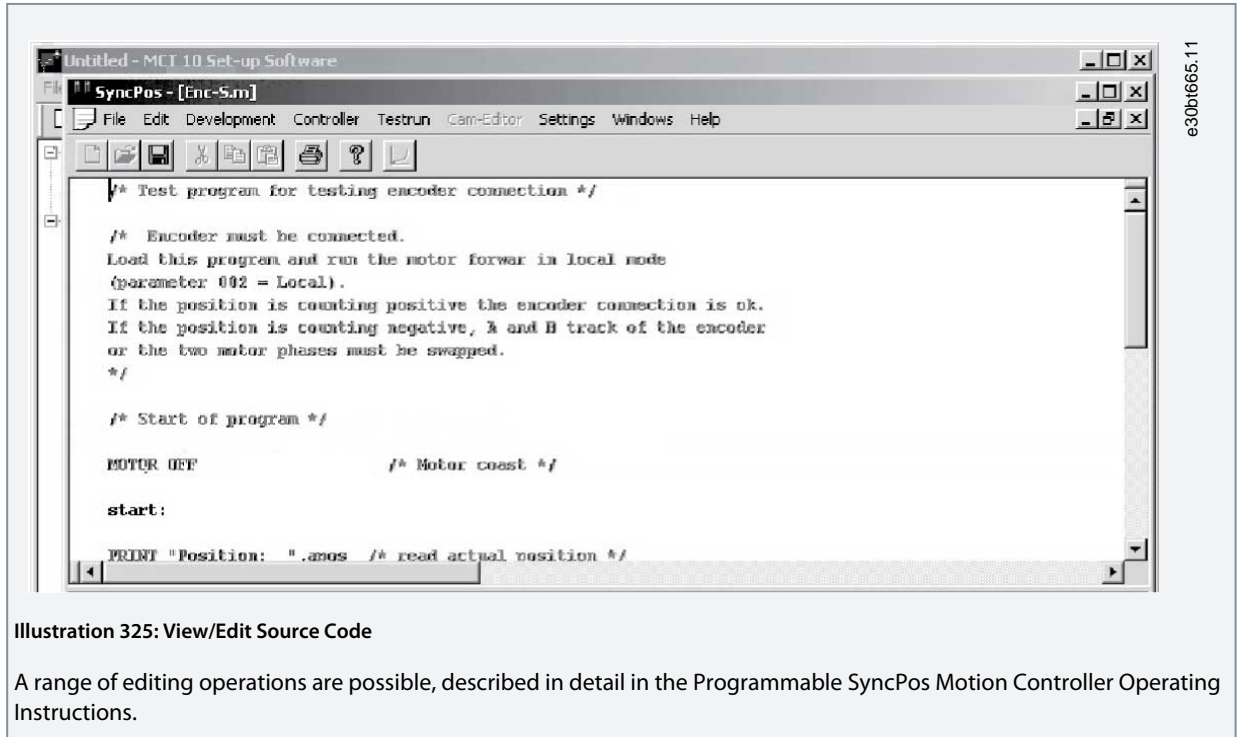 Untitled - MCT 10 Set-up Software
SyncPos - [Enc-S.m]
File Edit Development Controller Testrun Cam-Editor Settings Windows Help
/* Test program for testing encoder connection */
/* Encoder must be connected.
Load this program and run the motor forwar in local mode
(parameter 002 = Local).
If the position is counting positive the encoder connection is ok.
If the position is counting negative, A and B track of the encoder
or the two motor phases must be swapped.
*/
/* Start of program */
MOTOR OFF /* Motor coast */
start:
PRINT "Position: ",apos /* read actual position */
e30bt665.11
Illustration 325: View/Edit Source Code
A range of editing operations are possible, described in detail in the Programmable SyncPos Motion Controller Operating
Instructions.